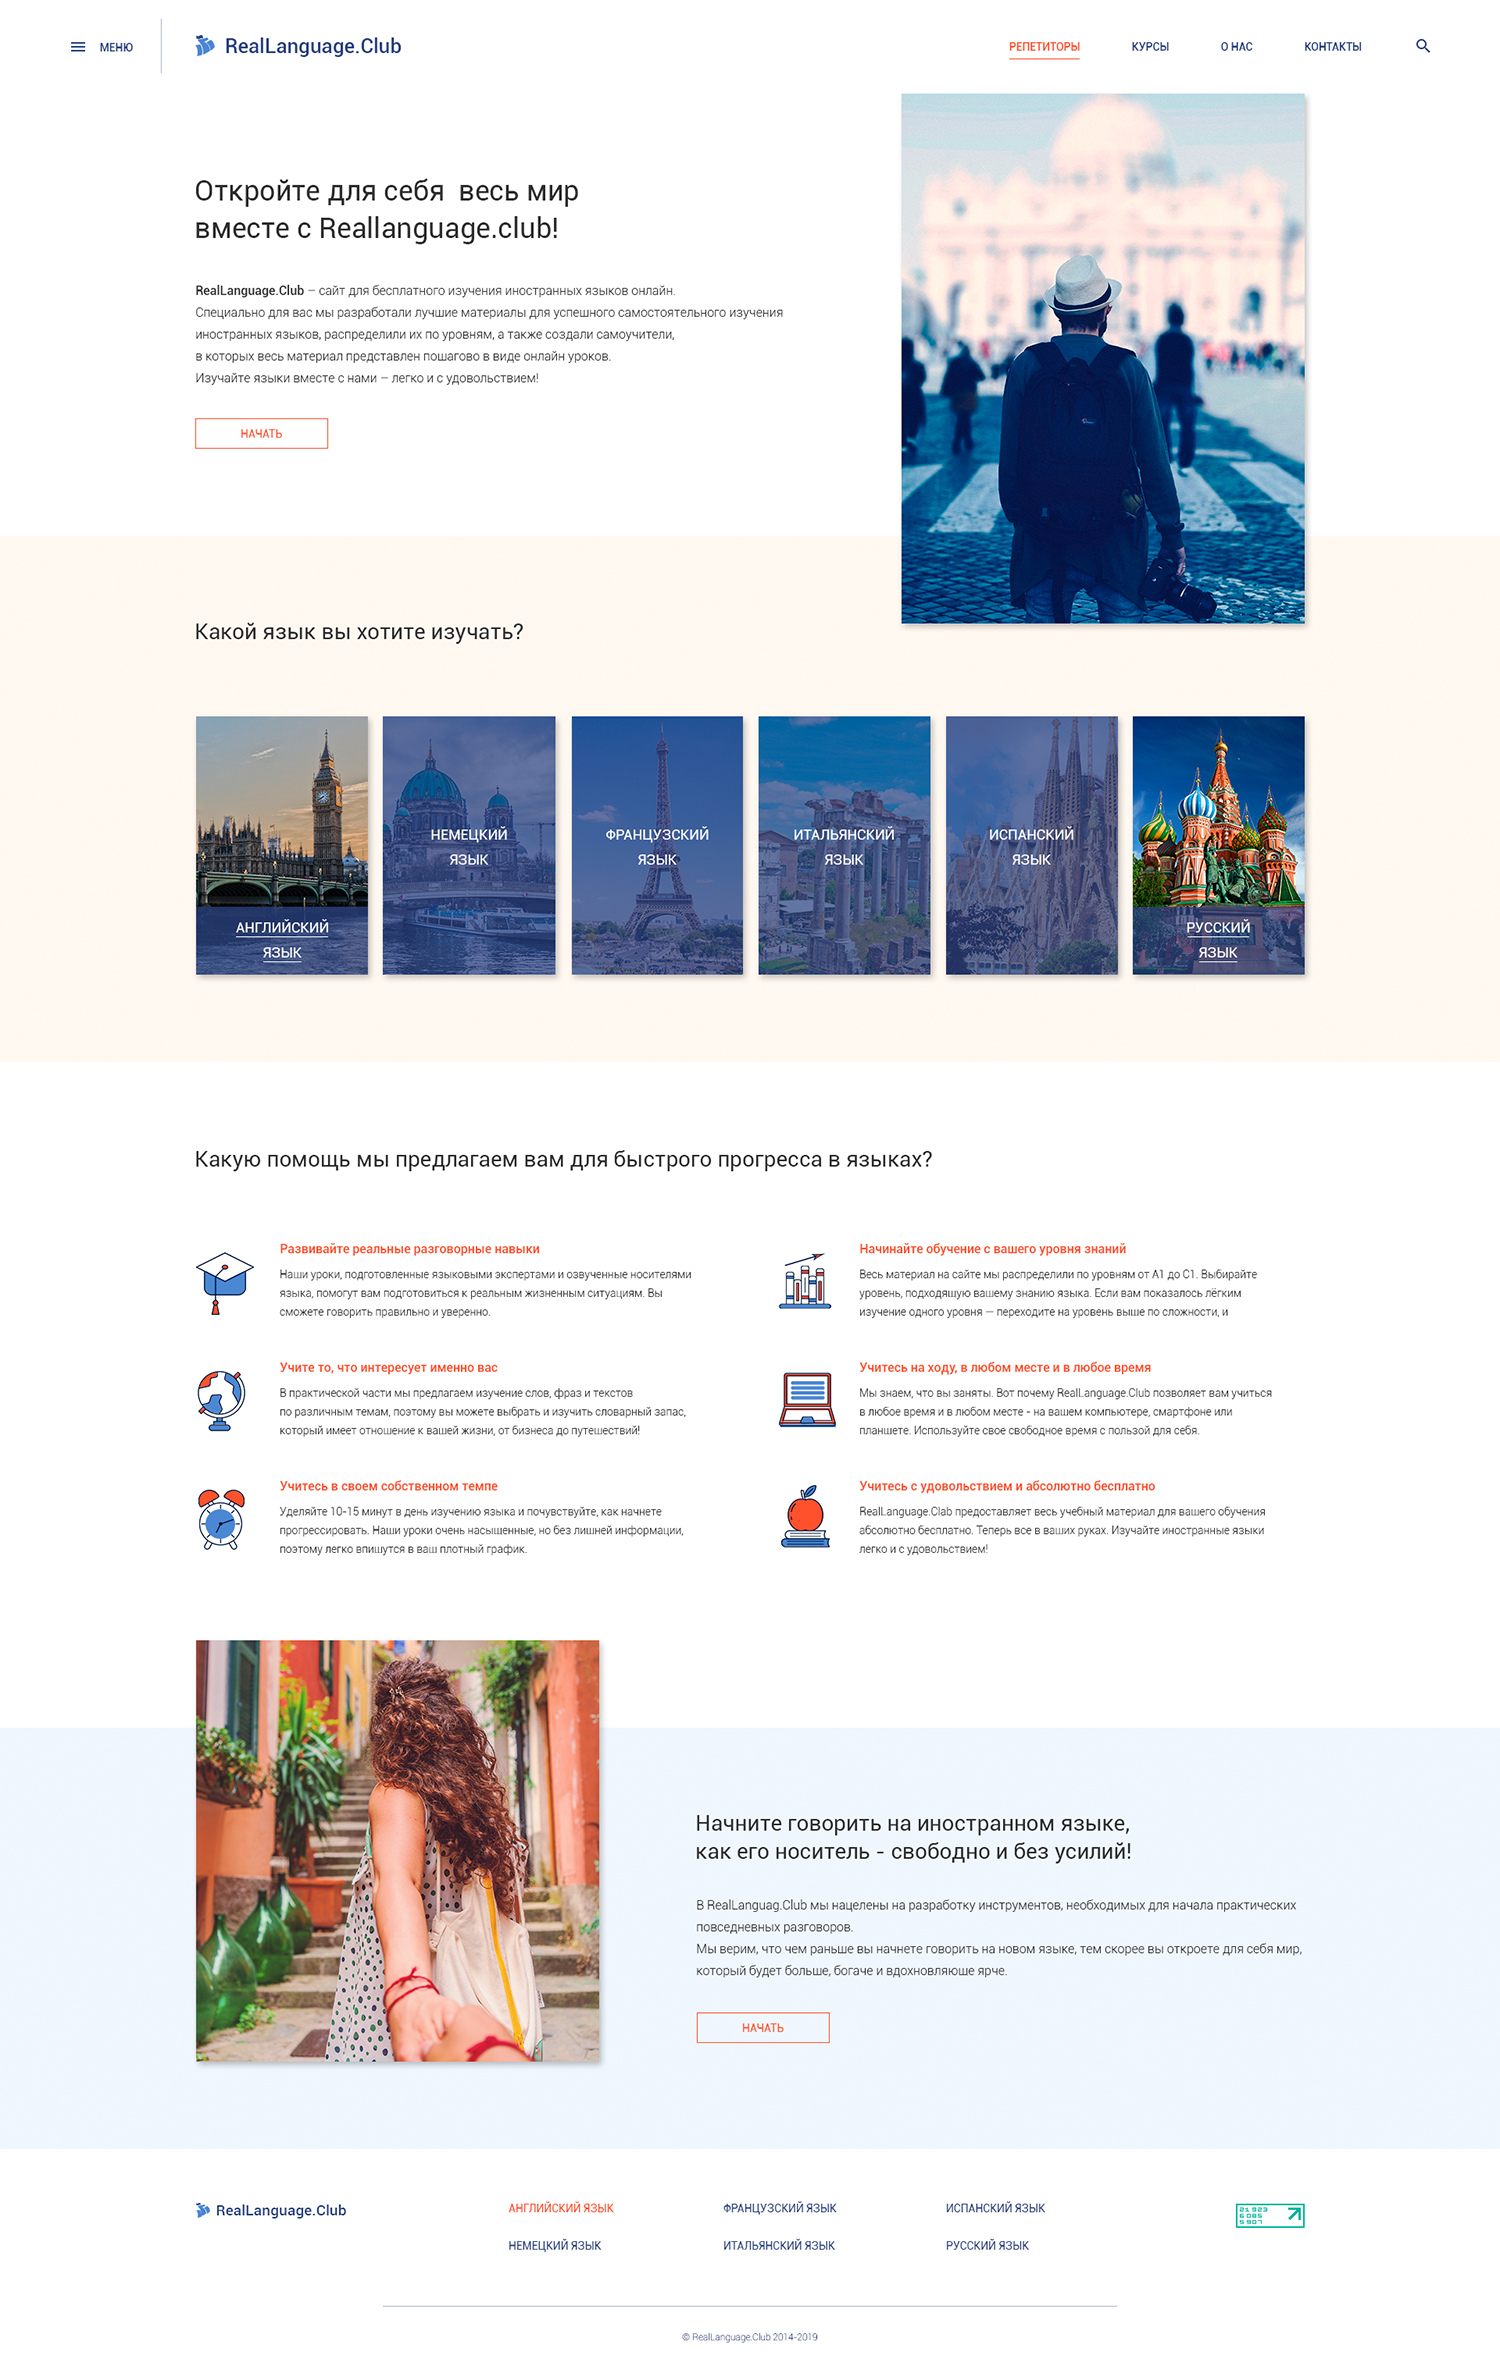 МЕНЮ
RealLanguage.Club
РЕПЕТИТОРЫ
КУРСЫ
О НАС
КОНТАКТЫ
Откройте для себя весь мир
вместе с Reallanguage.club!
RealLanguage.Club – сайт для бесплатного изучения иностранных языков онлайн.
Специально для вас мы разработали лучшие материалы для успешного самостоятельного изучения
иностранных языков, распределили их по уровням, а также создали самоучители,
в которых весь материал представлен пошагово в виде онлайн уроков.
Изучайте языки вместе с нами – легко и с удовольствием!
НАЧАТЬ
Какой язык вы хотите изучать?
АНГЛИЙСКИЙ
ЯЗЫК
НЕМЕЦКИЙ
ЯЗЫК
ФРАНЦУЗСКИЙ
ЯЗЫК
ИТАЛЬЯНСКИЙ
ЯЗЫК
ИСПАНСКИЙ
ЯЗЫК
РУССКИЙ
ЯЗЫК
Какую помощь мы предлагаем вам для быстрого прогресса в языках?
Развивайте реальные разговорные навыки
Наши уроки, подготовленные языковыми экспертами и озвученные носителями
языка, помогут вам подготовиться к реальным жизненным ситуациям. Вы
сможете говорить правильно и уверенно.
Начинайте обучение с вашего уровня знаний
Весь материал на сайте мы распределили по уровням от A1 до C1. Выбирайте
уровень, подходящую вашему знанию языка. Если вам показалось лёгким
изучение одного уровня — переходите на уровень выше по сложности, и
Учите то, что интересует именно вас
В практической части мы предлагаем изучение слов, фраз и текстов
по различным темам, поэтому вы можете выбрать и изучить словарный запас,
который имеет отношение к вашей жизни, от бизнеса до путешествий!
Учитесь на ходу, в любом месте и в любое время
Мы знаем, что вы заняты. Вот почему RealLanguage.Club позволяет вам учиться
в любое время и в любом месте - на вашем компьютере, смартфоне или
планшете. Используйте свое свободное время с пользой для себя.
Учитесь в своем собственном темпе
Уделяйте 10-15 минут в день изучению языка и почувствуйте, как начнете
прогрессировать. Наши уроки очень насыщенные, но без лишней информации,
поэтому легко впишутся в ваш плотный график.
Учитесь с удовольствием и абсолютно бесплатно
RealLanguage.Clab предоставляет весь учебный материал для вашего обучения
абсолютно бесплатно. Теперь все в ваших руках. Изучайте иностранные языки
легко и с удовольствием!
Начните говорить на иностранном языке,
как его носитель - свободно и без усилий!
В RealLanguag.Club мы нацелены на разработку инструментов, необходимых для начала практических
повседневных разговоров.
Мы верим, что чем раньше вы начнете говорить на новом языке, тем скорее вы откроете для себя мир,
который будет больше, богаче и вдохновляюще ярче.
НАЧАТЬ
RealLanguage.Club
АНГЛИЙСКИЙ ЯЗЫК
ФРАНЦУЗСКИЙ ЯЗЫК
ИСПАНСКИЙ ЯЗЫК
НЕМЕЦКИЙ ЯЗЫК
ИТАЛЬЯНСКИЙ ЯЗЫК
РУССКИЙ ЯЗЫК
21 923
6 085
5 907
© RealLanguage.Club 2014-2019